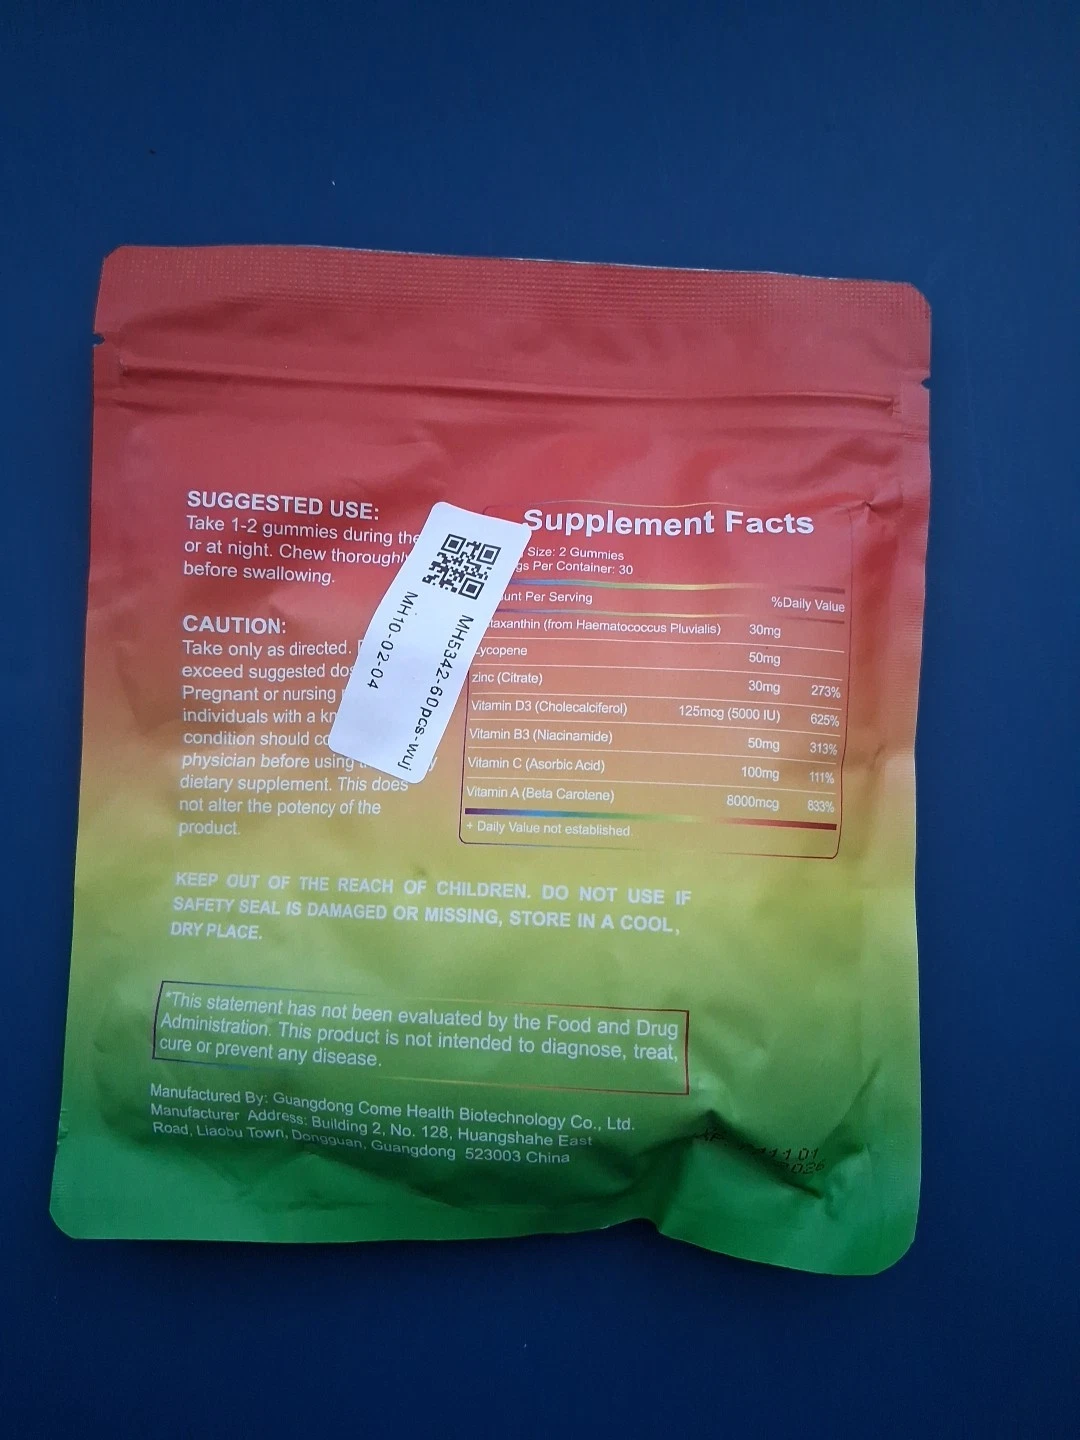 SUGGESTED USE:
Take 1-2 gummies during the
or at night. Chew thoroughly
before swallowing.
CAUTION:
Take only as directed.
exceed suggested
Pregnant or nursing
individuals with a
condition should
physician before using
dietary supplement. This does
not alter the potency of the
product.
MH5342-60pcs-wuj
MH10-02-04
Supplement Facts
Size: 2 Gummies
Per Container: 30
Per Serving
%Daily Value
(from Haematococcus Pluvialis) 30mg
Lycopene 50mg
zinc (Citrate) 30mg 273%
Vitamin D3 (Cholecalciferol) 125mcg (5000 IU) 625%
Vitamin B3 (Niacinamide) 50mg 313%
Vitamin C (Asorbic Acid) 100mg 111%
Vitamin A (Beta Carotene) 8000mcg 833%
+ Daily Value not established.
KEEP OUT OF THE REACH OF CHILDREN. DO NOT USE IF
SAFETY SEAL IS DAMAGED OR MISSING, STORE IN A COOL,
DRY PLACE.
*This statement has not been evaluated by the Food and Drug
Administration. This product is not intended to diagnose, treat,
cure or prevent any disease.
Manufactured By: Guangdong Come Health Biotechnology Co., Ltd.
Manufacturer Address: Building 2, No. 128, Huangshahe East
Road, Liaobu Town, Dongguan, Guangdong 523003 China